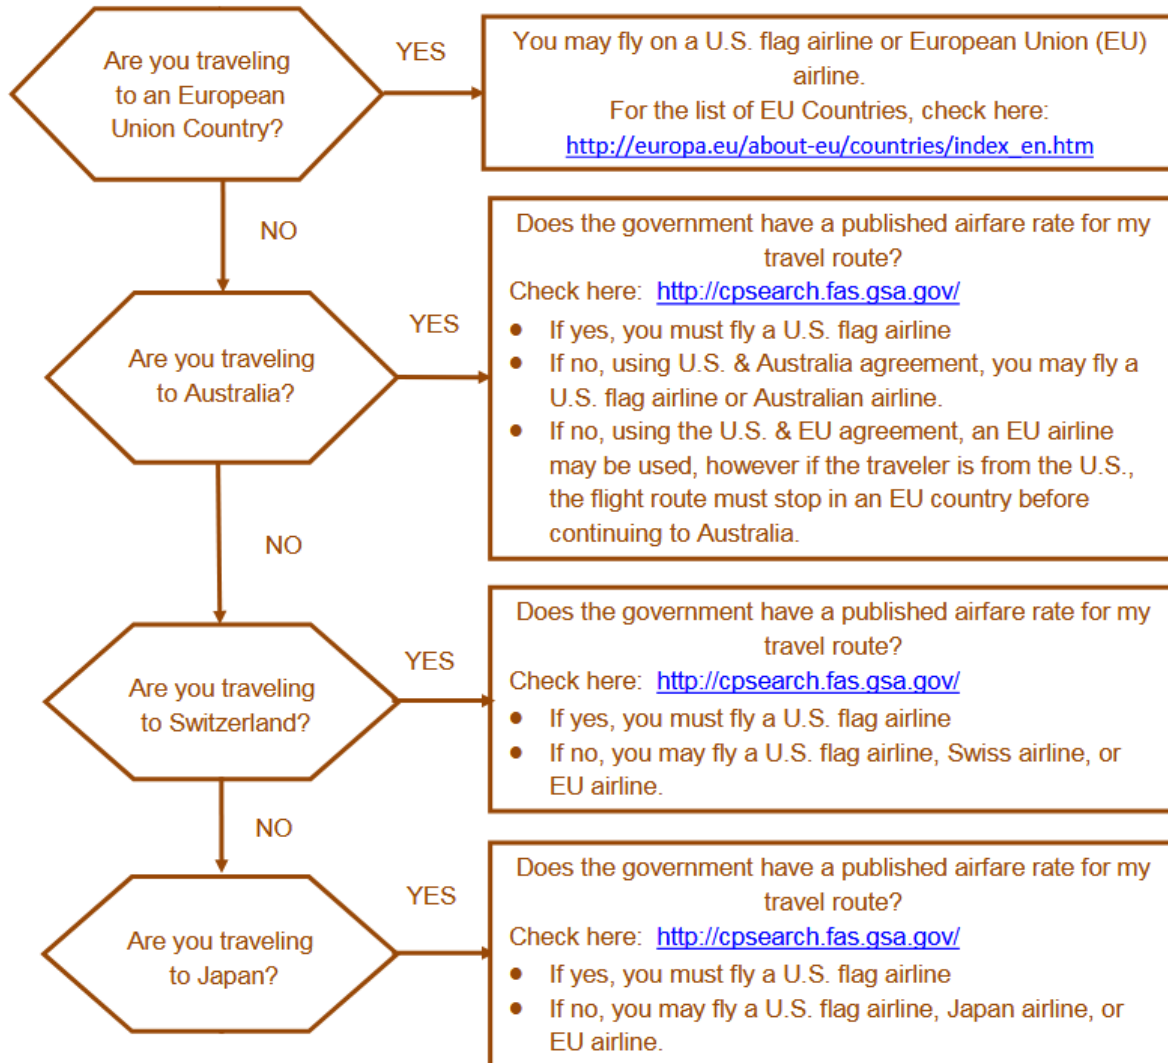 Are you traveling
to an European
Union Country?
YES
You may fly on a U.S. flag airline or European Union (EU)
airline.
For the list of EU Countries, check here:
http://europa.eu/about-eu/countries/index_en.htm
NO
Are you traveling
to Australia?
YES
Does the government have a published airfare rate for my
travel route?
Check here: http://cpsearch.fas.gsa.gov/
● If yes, you must fly a U.S. flag airline
● If no, using U.S. & Australia agreement, you may fly a
U.S. flag airline or Australian airline.
● If no, using the U.S. & EU agreement, an EU airline
may be used, however if the traveler is from the U.S.,
the flight route must stop in an EU country before
continuing to Australia.
NO
Are you traveling
to Switzerland?
YES
Does the government have a published airfare rate for my
travel route?
Check here: http://cpsearch.fas.gsa.gov/
● If yes, you must fly a U.S. flag airline
● If no, you may fly a U.S. flag airline, Swiss airline, or
EU airline.
NO
Are you traveling
to Japan?
YES
Does the government have a published airfare rate for my
travel route?
Check here: http://cpsearch.fas.gsa.gov/
● If yes, you must fly a U.S. flag airline
● If no, you may fly a U.S. flag airline, Japan airline, or
EU airline.